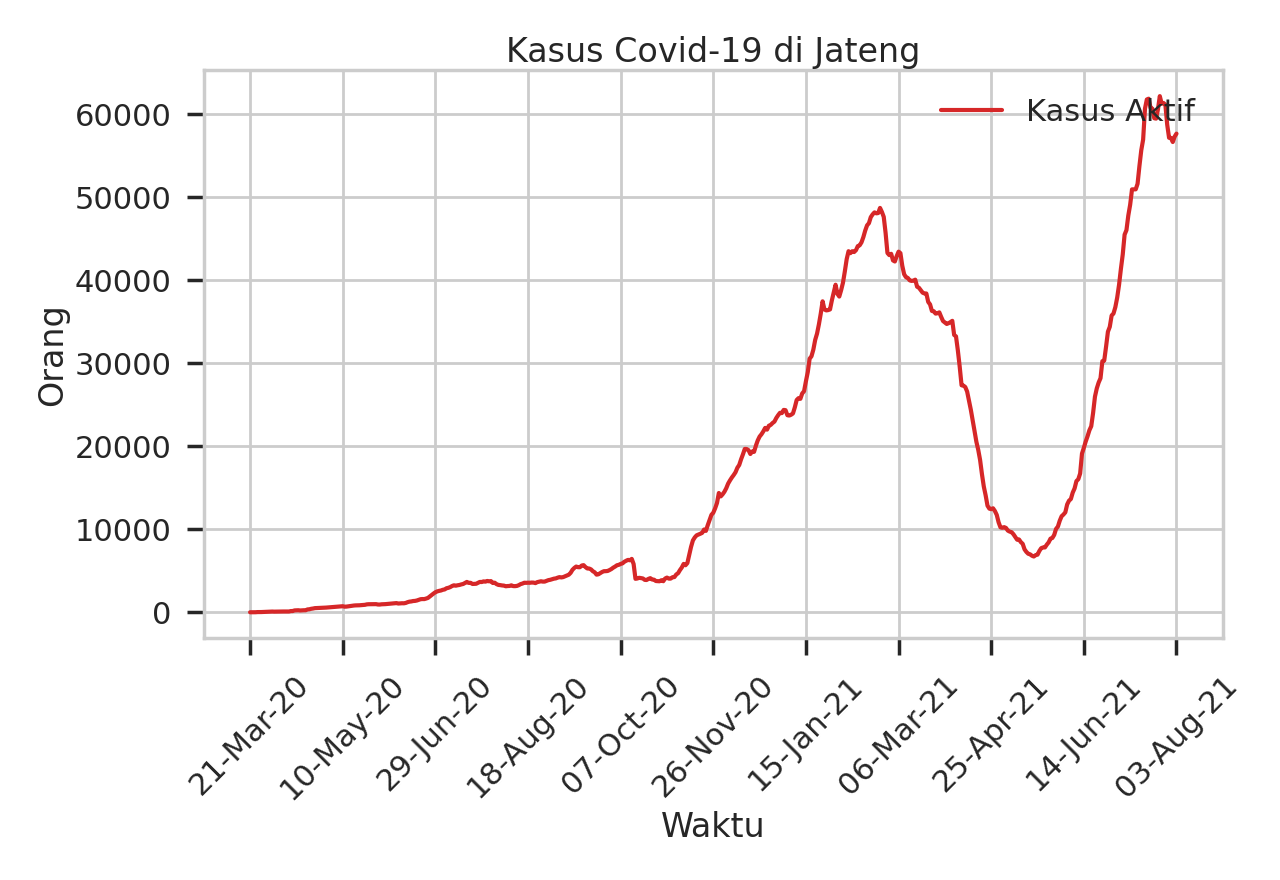 Kasus Covid-19 di Jateng
Kasus Aktif
60000
50000
40000
30000
20000
10000
0
Orang
21-Mar-20
10-May-20
29-Jun-20
18-Aug-20
07-Oct-20
26-Nov-20
15-Jan-21
06-Mar-21
25-Apr-21
14-Jun-21
03-Aug-21
Waktu